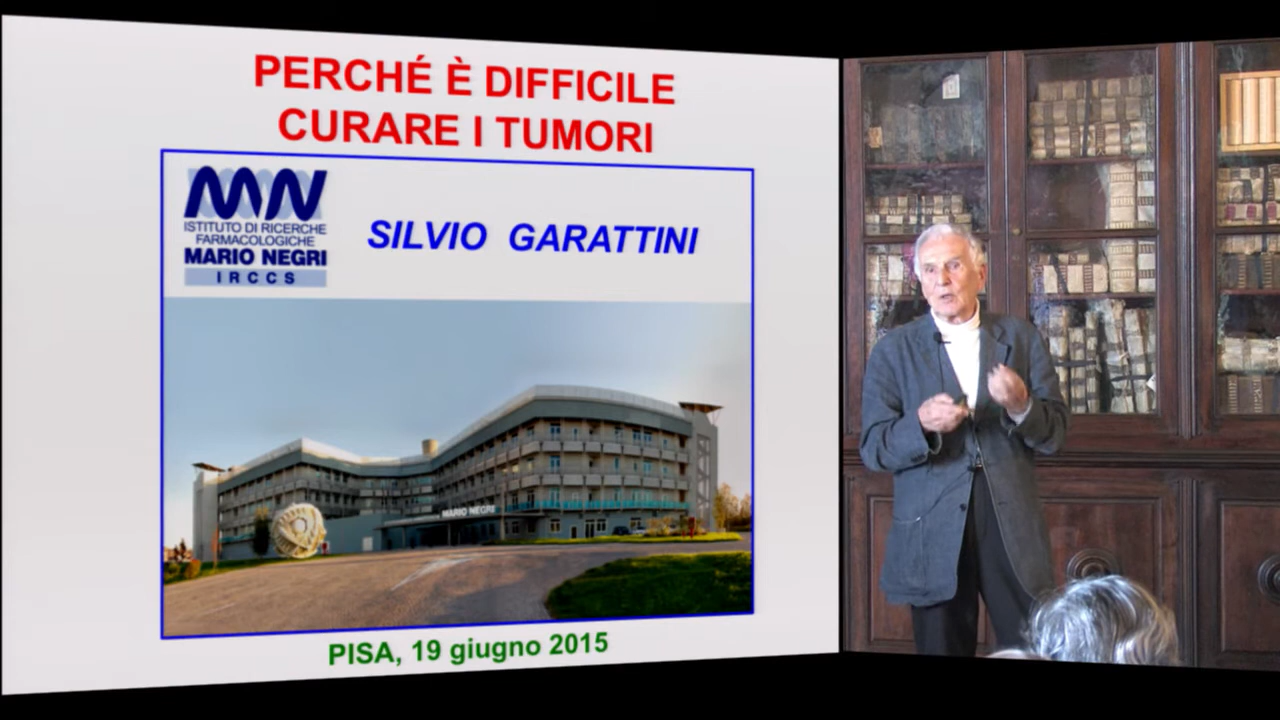 PERCHÉ È DIFFICILE
CURARE I TUMORI
MN
ISTITUTO DI RICERCHE
FARMACOLOGICHE
MARIO NEGRI
IRCCS
SILVIO GARATTINI
MARIO NEGRI
PISA, 19 giugno 2015